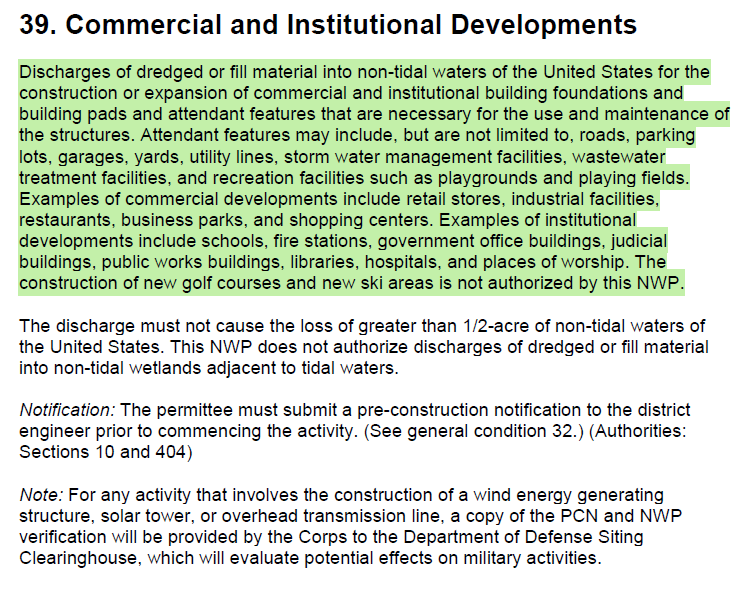 39. Commercial and Institutional Developments
Discharges of dredged or fill material into non-tidal waters of the United States for the
construction or expansion of commercial and institutional building foundations and
building pads and attendant features that are necessary for the use and maintenance of
the structures. Attendant features may include, but are not limited to, roads, parking
lots, garages, yards, utility lines, storm water management facilities, wastewater
treatment facilities, and recreation facilities such as playgrounds and playing fields.
Examples of commercial developments include retail stores, industrial facilities,
restaurants, business parks, and shopping centers. Examples of institutional
developments include schools, fire stations, government office buildings, judicial
buildings, public works buildings, libraries, hospitals, and places of worship. The
construction of new golf courses and new ski areas is not authorized by this NWP.
The discharge must not cause the loss of greater than 1/2-acre of non-tidal waters of
the United States. This NWP does not authorize discharges of dredged or fill material
into non-tidal wetlands adjacent to tidal waters.
Notification: The permittee must submit a pre-construction notification to the district
engineer prior to commencing the activity. (See general condition 32.) (Authorities:
Sections 10 and 404)
Note: For any activity that involves the construction of a wind energy generating
structure, solar tower, or overhead transmission line, a copy of the PCN and NWP
verification will be provided by the Corps to the Department of Defense Siting
Clearinghouse, which will evaluate potential effects on military activities.